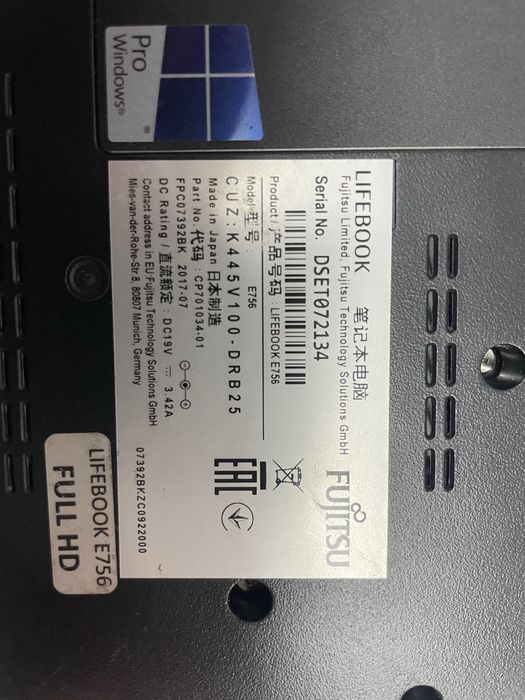 LIFEBOOK 笔记本电脑
Fujitsu Limited, Fujitsu Technology Solutions GmbH
FUJITSU
Serial No. DSET072134
Product / 产品号码 : LIFEBOOK E756
Model / 型号 : E756
CUZ:K445V100-DRB25
Made in Japan 日本制造
Part No. 代码 : CP701034-01
FPC07392BK 2017-07
DC Rating / 直流额定 : DC19V ⎓ 3.42A
Contact address in EU:Fujitsu Technology Solutions GmbH
Mies-van-der-Rohe-Str.8, 80807 Munich, Germany
EAC
07392BKZC0922000
Pro
Windows®
®
LIFEBOOK E756
FULL HD